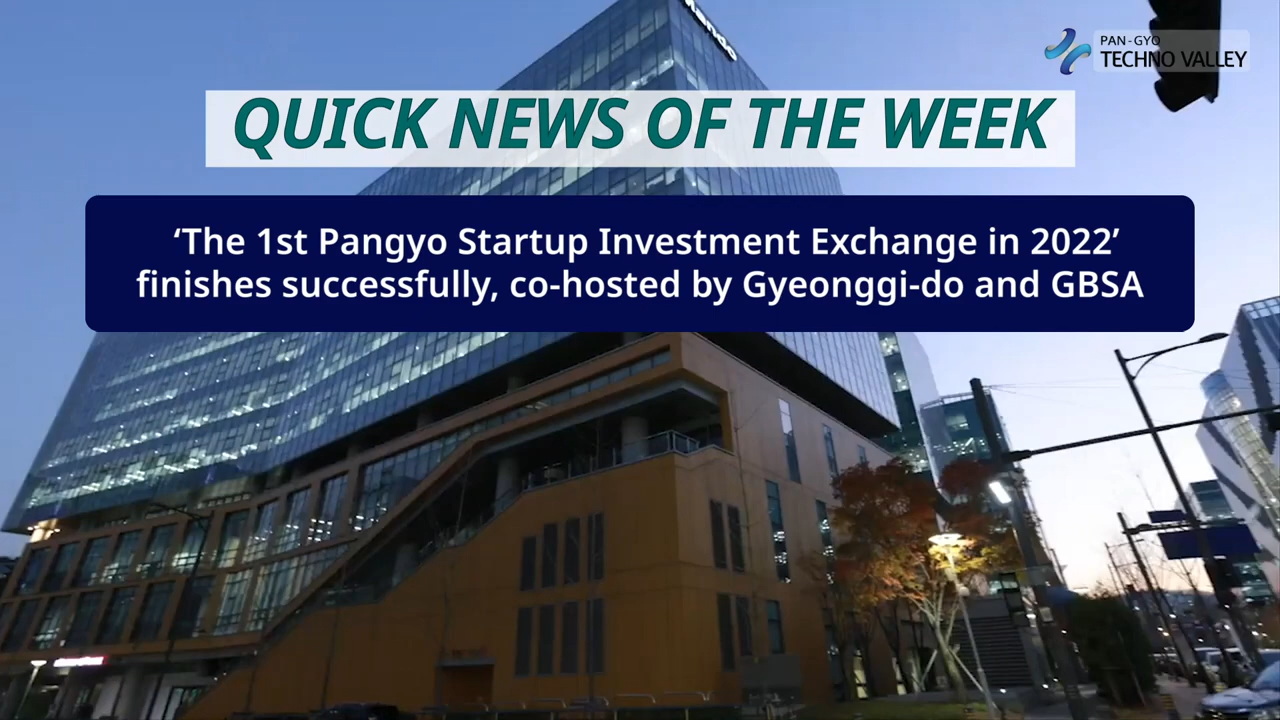 PAN-GYO
TECHNO VALLEY
QUICK NEWS OF THE WEEK
‘The 1st Pangyo Startup Investment Exchange in 2022’
finishes successfully, co-hosted by Gyeonggi-do and GBSA